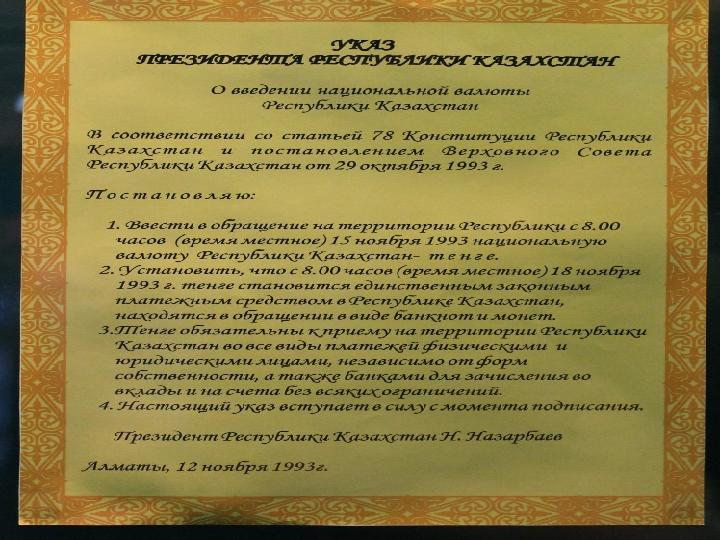 УКАЗ
ПРЕЗИДЕНТА РЕСПУБЛИКИ КАЗАХСТАН
О введении национальной валюты
Республики Казахстан
В соответствии со статьей 78 Конституции Республики
Казахстан и постановлением Верховного Совета
Республики Казахстан от 29 октября 1993 г.
Постановляю:
1. Ввести в обращение на территории Республики с 8.00
часов (время местное) 15 ноября 1993 национальную
валюту Республики Казахстан- тенге.
2. Установить, что с 8.00 часов (время местное) 18 ноября
1993 г. тенге становится единственным законным
платежным средством в Республике Казахстан,
находятся в обращении в виде банкнот и монет.
3.Тенге обязательны к приему на территории Республики
Казахстан во все виды платежей физическими и
юридическими лицами, независимо от форм
собственности, а также банками для зачисления во
вклады и на счета без всяких ограничений.
4. Настоящий указ вступает в силу с момента подписания.
Президент Республики Казахстан Н. Назарбаев
Алматы, 12 ноября 1993г.